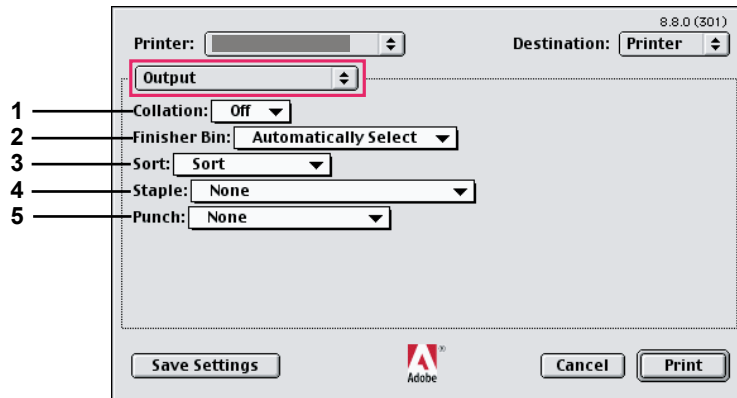 8.8.0 (301)
Printer: Destination: Printer
Output
1 Collation: Off
2 Finisher Bin: Automatically Select
3 Sort: Sort
4 Staple: None
5 Punch: None
Save Settings Adobe® Cancel Print